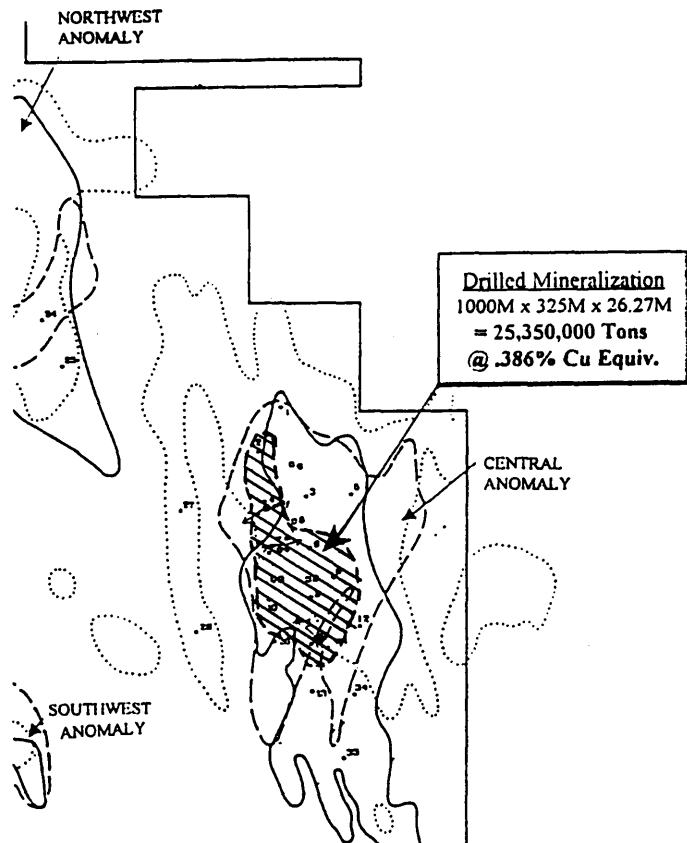 NORTHWEST
ANOMALY
Drilled Mineralization
1000M x 325M x 26.27M
= 25,350,000 Tons
@ .386% Cu Equiv.
CENTRAL
ANOMALY
SOUTHWEST
ANOMALY